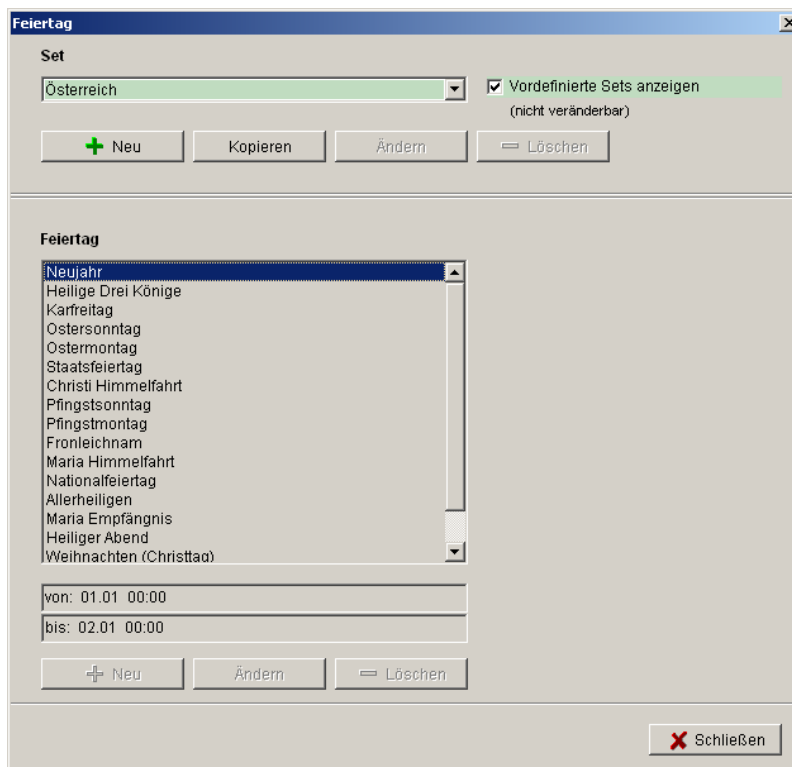 Feiertag
Set
Österreich
Vordefinierte Sets anzeigen
(nicht veränderbar)
Neu
Kopieren
Ändern
Löschen
Feiertag
Neujahr
Heilige Drei Könige
Karfreitag
Ostersonntag
Ostermontag
Staatsfeiertag
Christi Himmelfahrt
Pfingstsonntag
Pfingstmontag
Fronleichnam
Maria Himmelfahrt
Nationalfeiertag
Allerheiligen
Maria Empfängnis
Heiliger Abend
Weihnachten (Christtag)
von: 01.01 00:00
bis: 02.01 00:00
Neu
Ändern
Löschen
Schließen